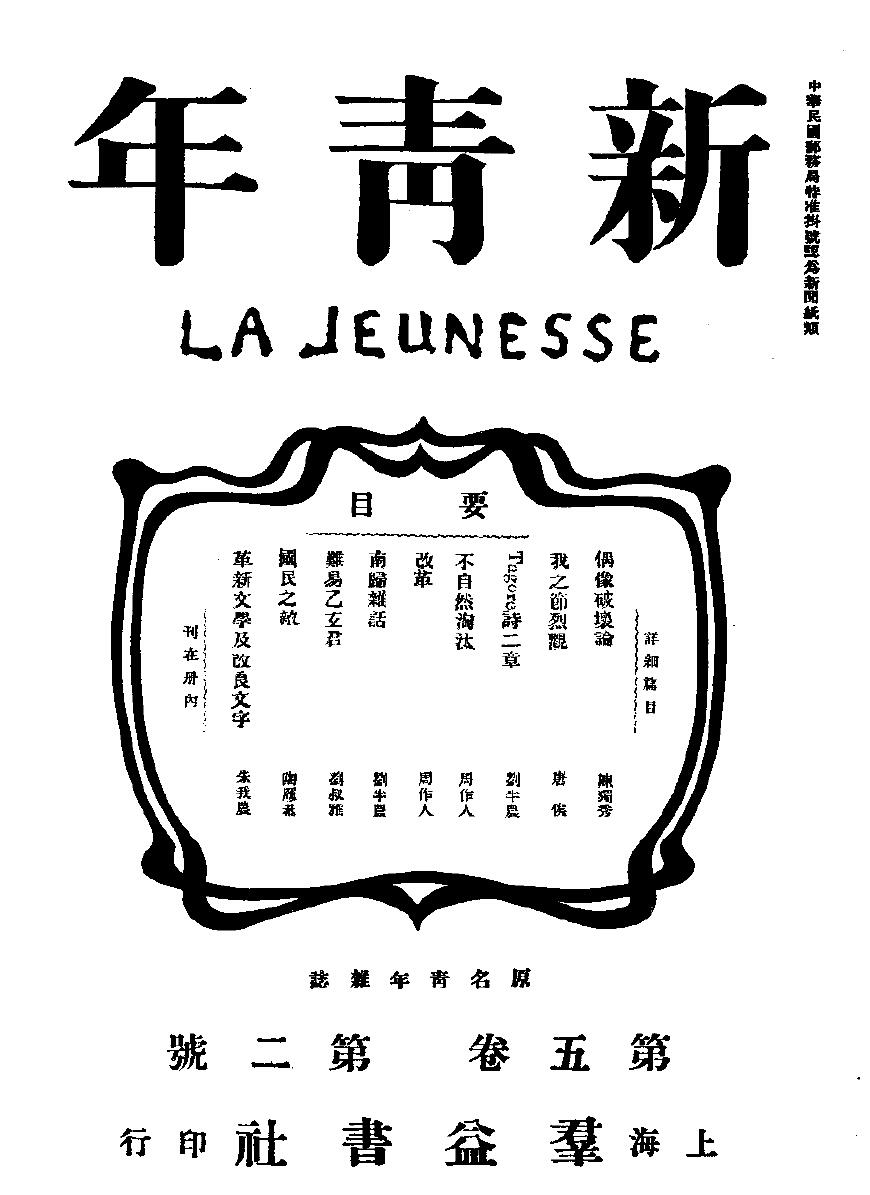 中華民國郵務局特准掛號認爲新聞紙類
新青年
LA JEUNESSE
要目
詳細篇目
偶像破壞論 陳獨秀
我之節烈觀 唐俟
Tagore詩二章 劉半農
不自然淘汰 周作人
改革 周作人
南歸雜話 劉半農
難易乙玄君 劉叔雅
國民之敵 陶履恭
革新文學及改良文字 朱我農
刊在册內
原名青年雜誌
第五卷 第二號
上海羣益書社印行